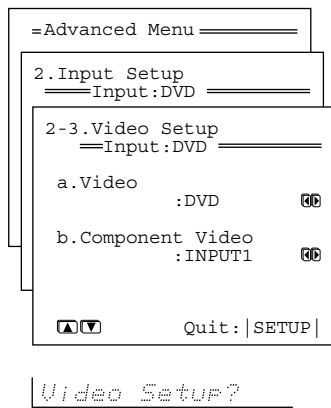 Advanced Menu
2.Input Setup
Input:DVD
2-3.Video Setup
Input:DVD
a.Video
:DVD
b.Component Video
:INPUT1
Quit:|SETUP|
Video Setup?